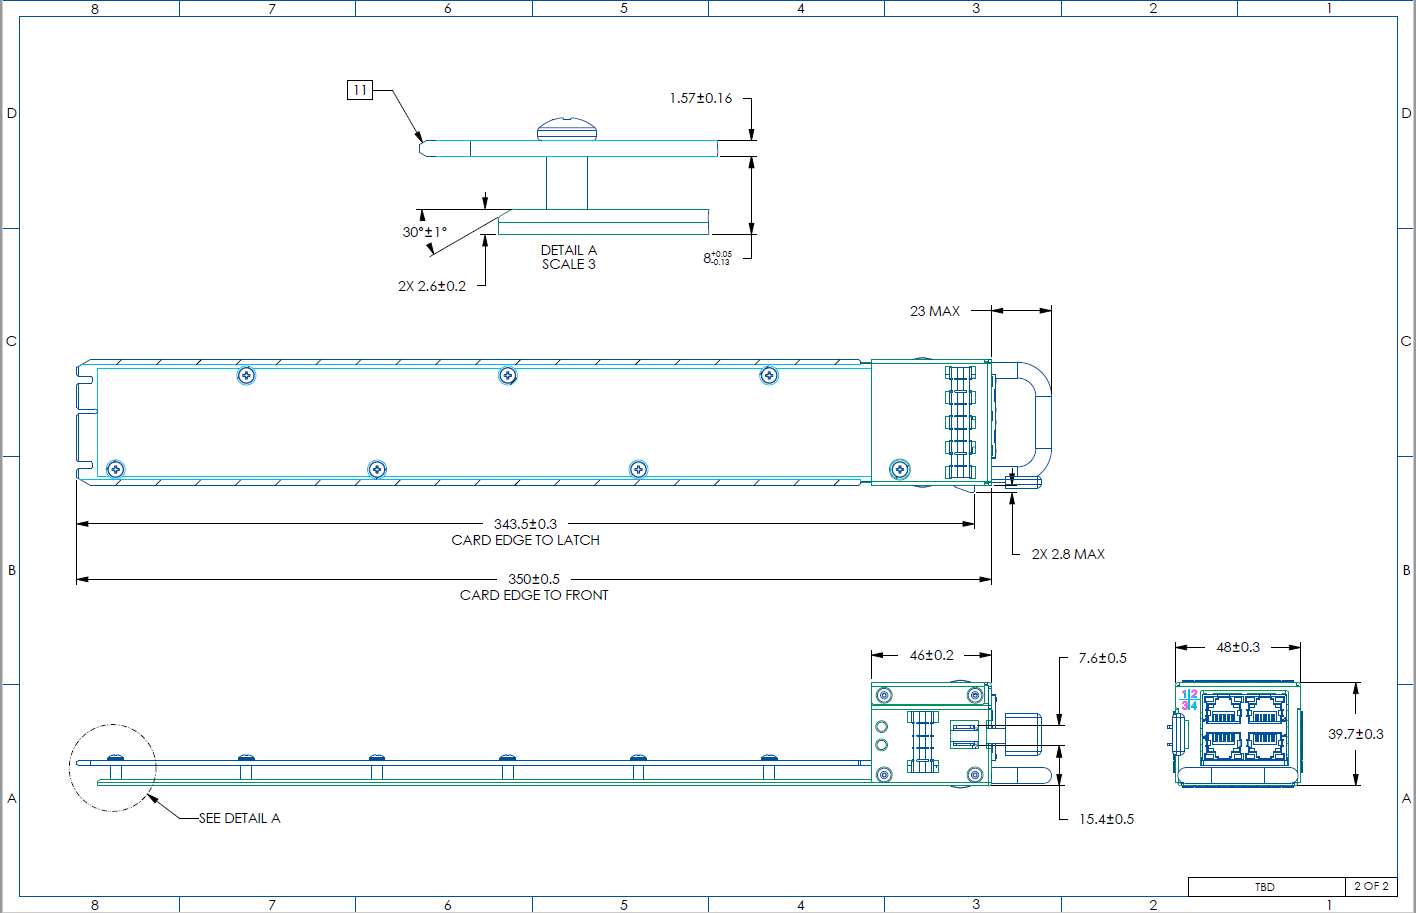 8 7 6 5 4 3 2 1
D D
11
1.57±0.16
30°±1°
DETAIL A
SCALE 3
8 +0.05 -0.13
2X 2.6±0.2
23 MAX
C C
343.5±0.3
CARD EDGE TO LATCH
2X 2.8 MAX
B B
350±0.5
CARD EDGE TO FRONT
46±0.2
7.6±0.5
48±0.3
1 2
3 4
39.7±0.3
A A
SEE DETAIL A
15.4±0.5
TBD 2 OF 2
8 7 6 5 4 3 2 1